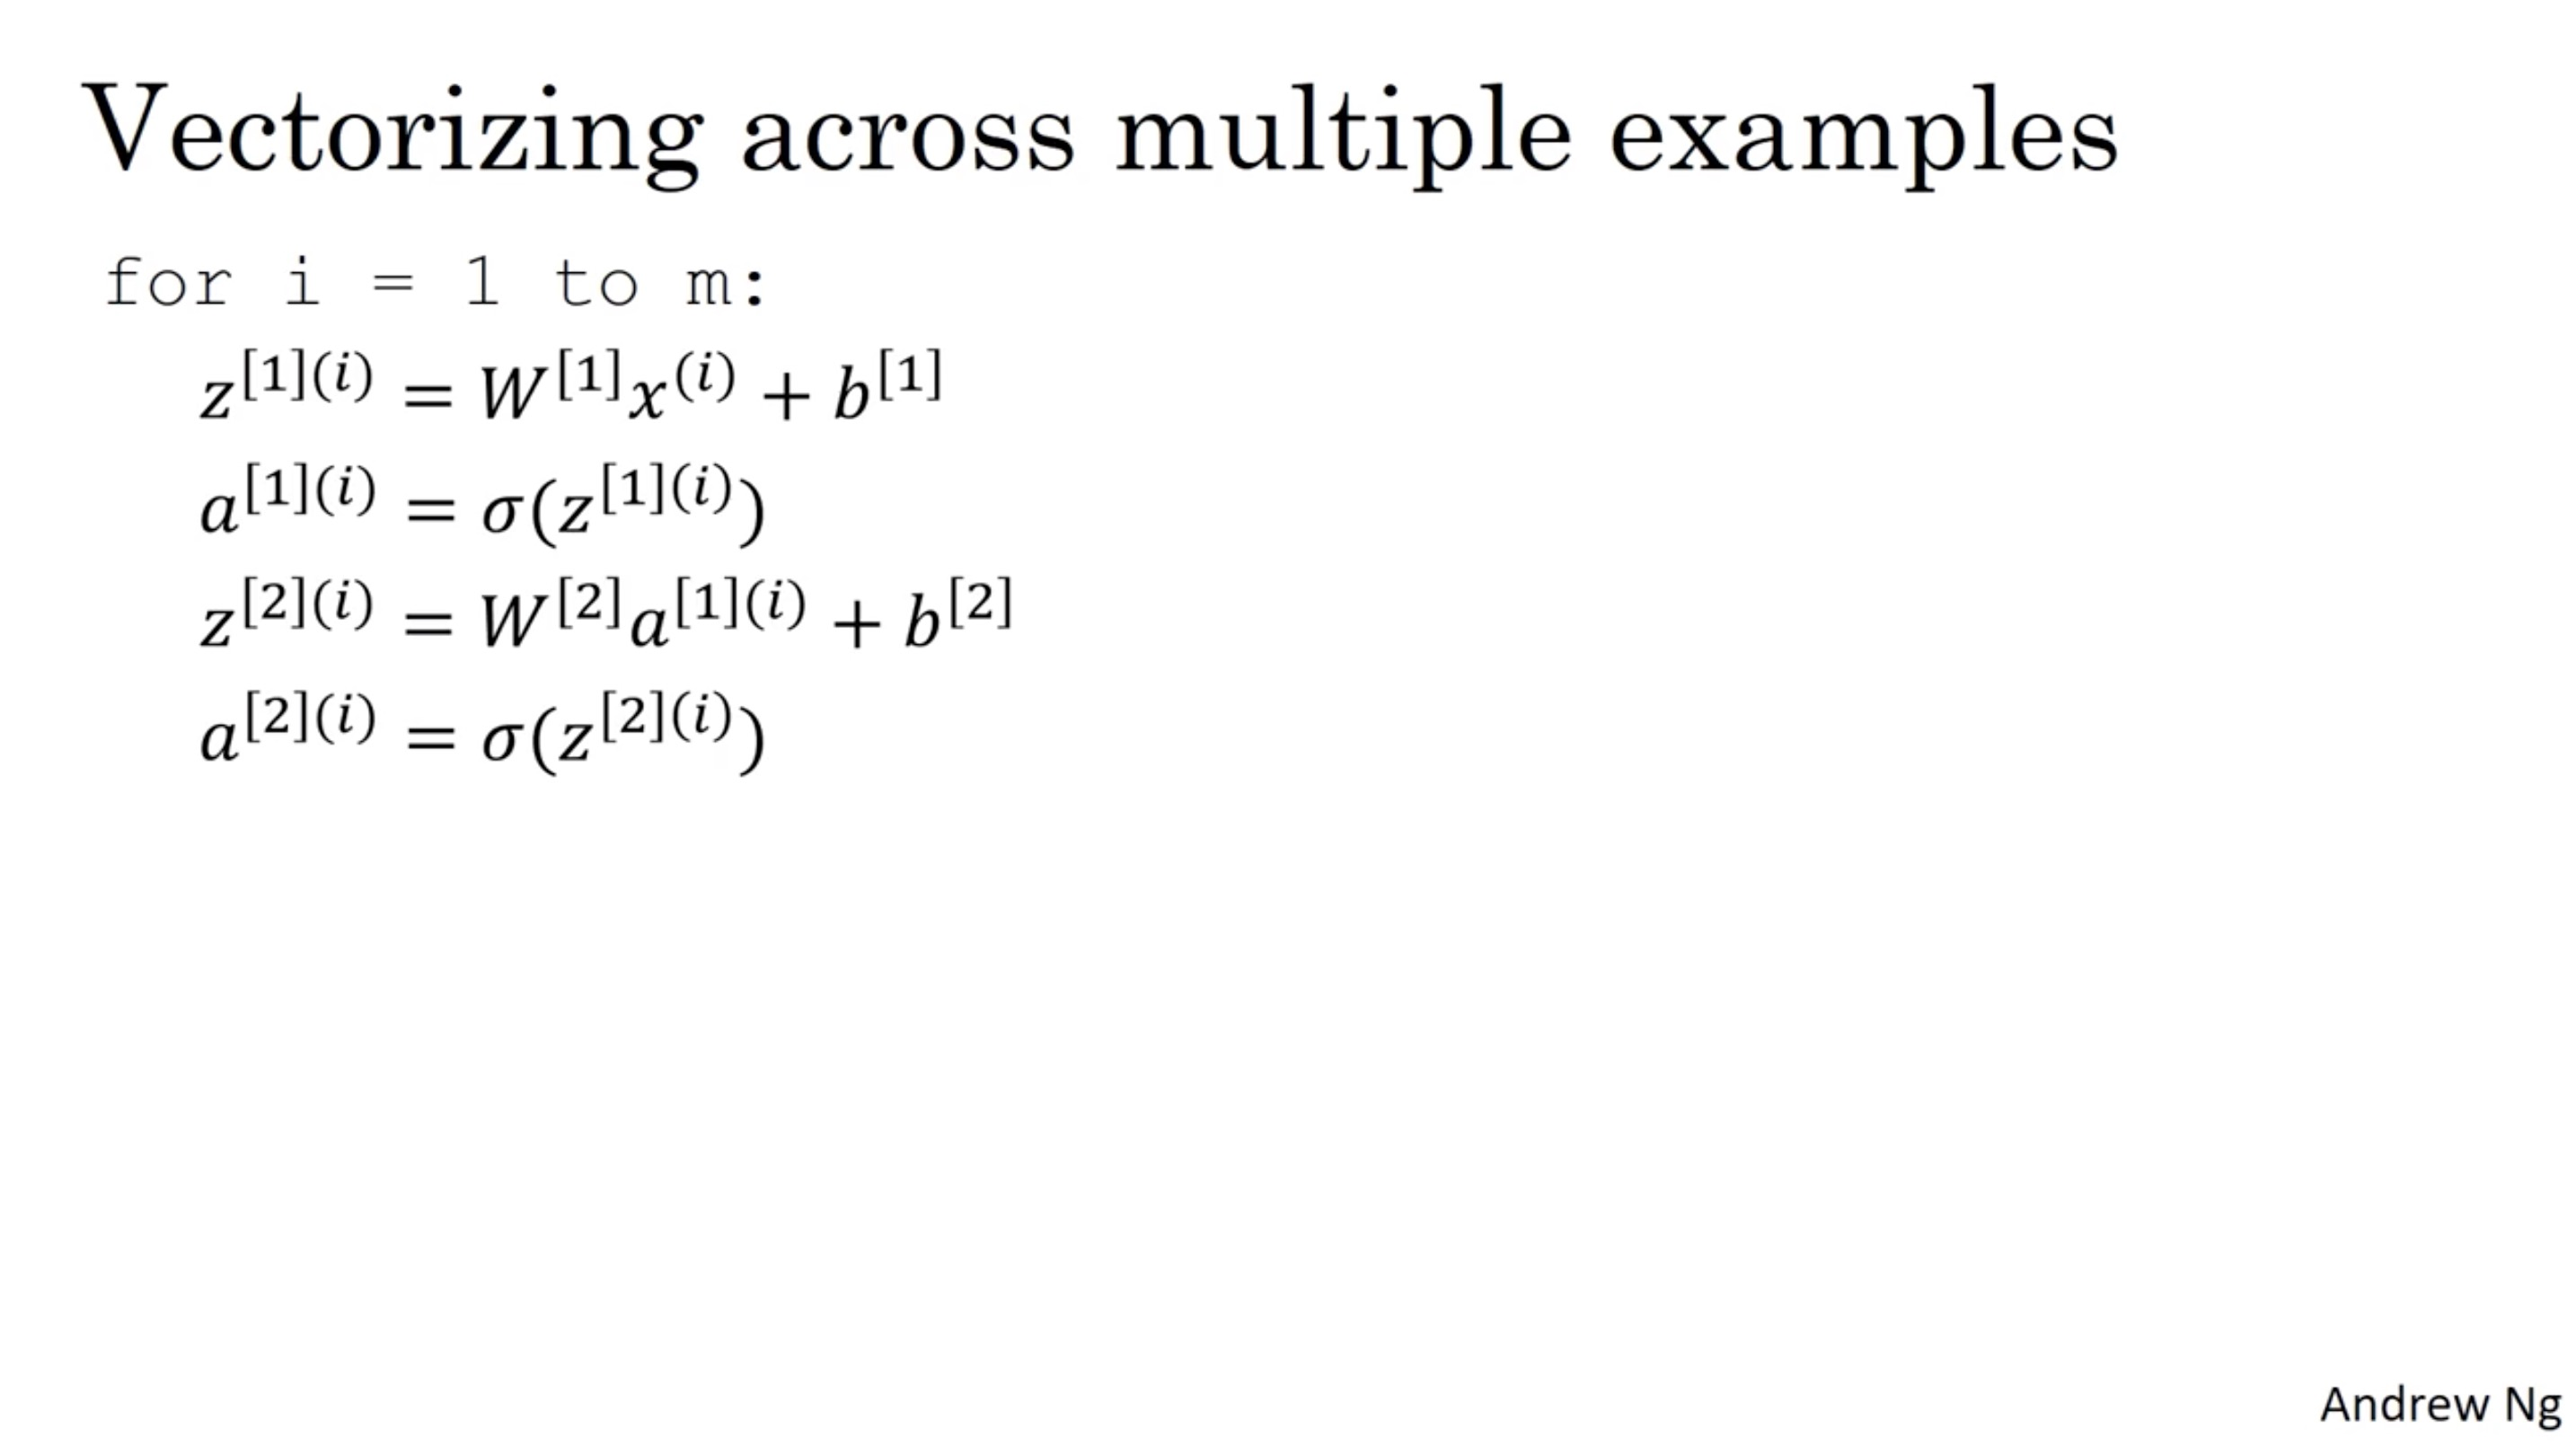 Vectorizing across multiple examples
for i = 1 to m:
z^{[1](i)} = W^{[1]}x^{(i)} + b^{[1]}
a^{[1](i)} = σ(z^{[1](i)})
z^{[2](i)} = W^{[2]}a^{[1](i)} + b^{[2]}
a^{[2](i)} = σ(z^{[2](i)})
Andrew Ng